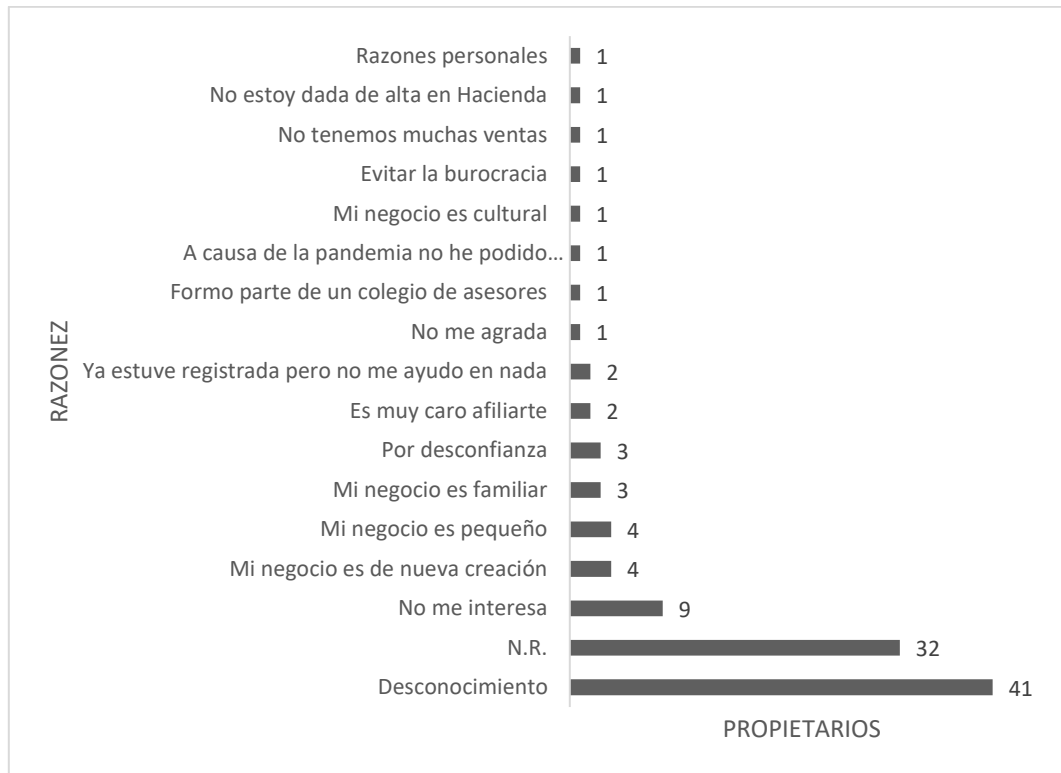 Razones personales 1
No estoy dada de alta en Hacienda 1
No tenemos muchas ventas 1
Evitar la burocracia 1
Mi negocio es cultural 1
A causa de la pandemia no he podido... 1
Formo parte de un colegio de asesores 1
No me agrada 1
Ya estuve registrada pero no me ayudo en nada 2
Es muy caro afiliarte 2
Por desconfianza 3
Mi negocio es familiar 3
Mi negocio es pequeño 4
Mi negocio es de nueva creación 4
No me interesa 9
N.R. 32
Desconocimiento 41
RAZONEZ
PROPIETARIOS